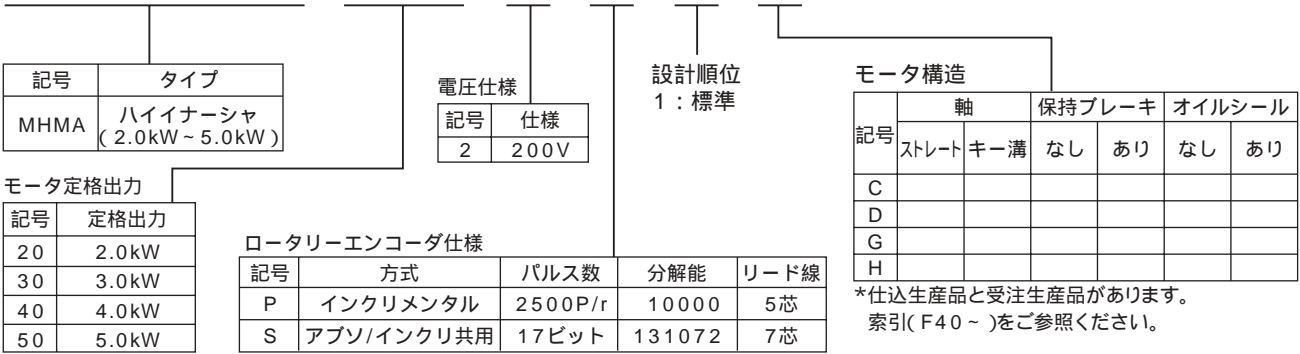 記号 タイプ
MHMA ハイイナーシャ
(2.0kW~5.0kW)
モータ定格出力
記号 定格出力
20 2.0kW
30 3.0kW
40 4.0kW
50 5.0kW
電圧仕様
記号 仕様
2 200V
ロータリーエンコーダ仕様
記号 方式 パルス数 分解能 リード線
P インクリメンタル 2500P/r 10000 5芯
S アブソ/インクリ共用 17ビット 131072 7芯
設計順位
1:標準
モータ構造
記号 軸 保持ブレーキ オイルシール
ストレート キー溝 なし あり なし あり
C
D
G
H
*仕込生産品と受注生産品があります。
索引(F40~)をご参照ください。